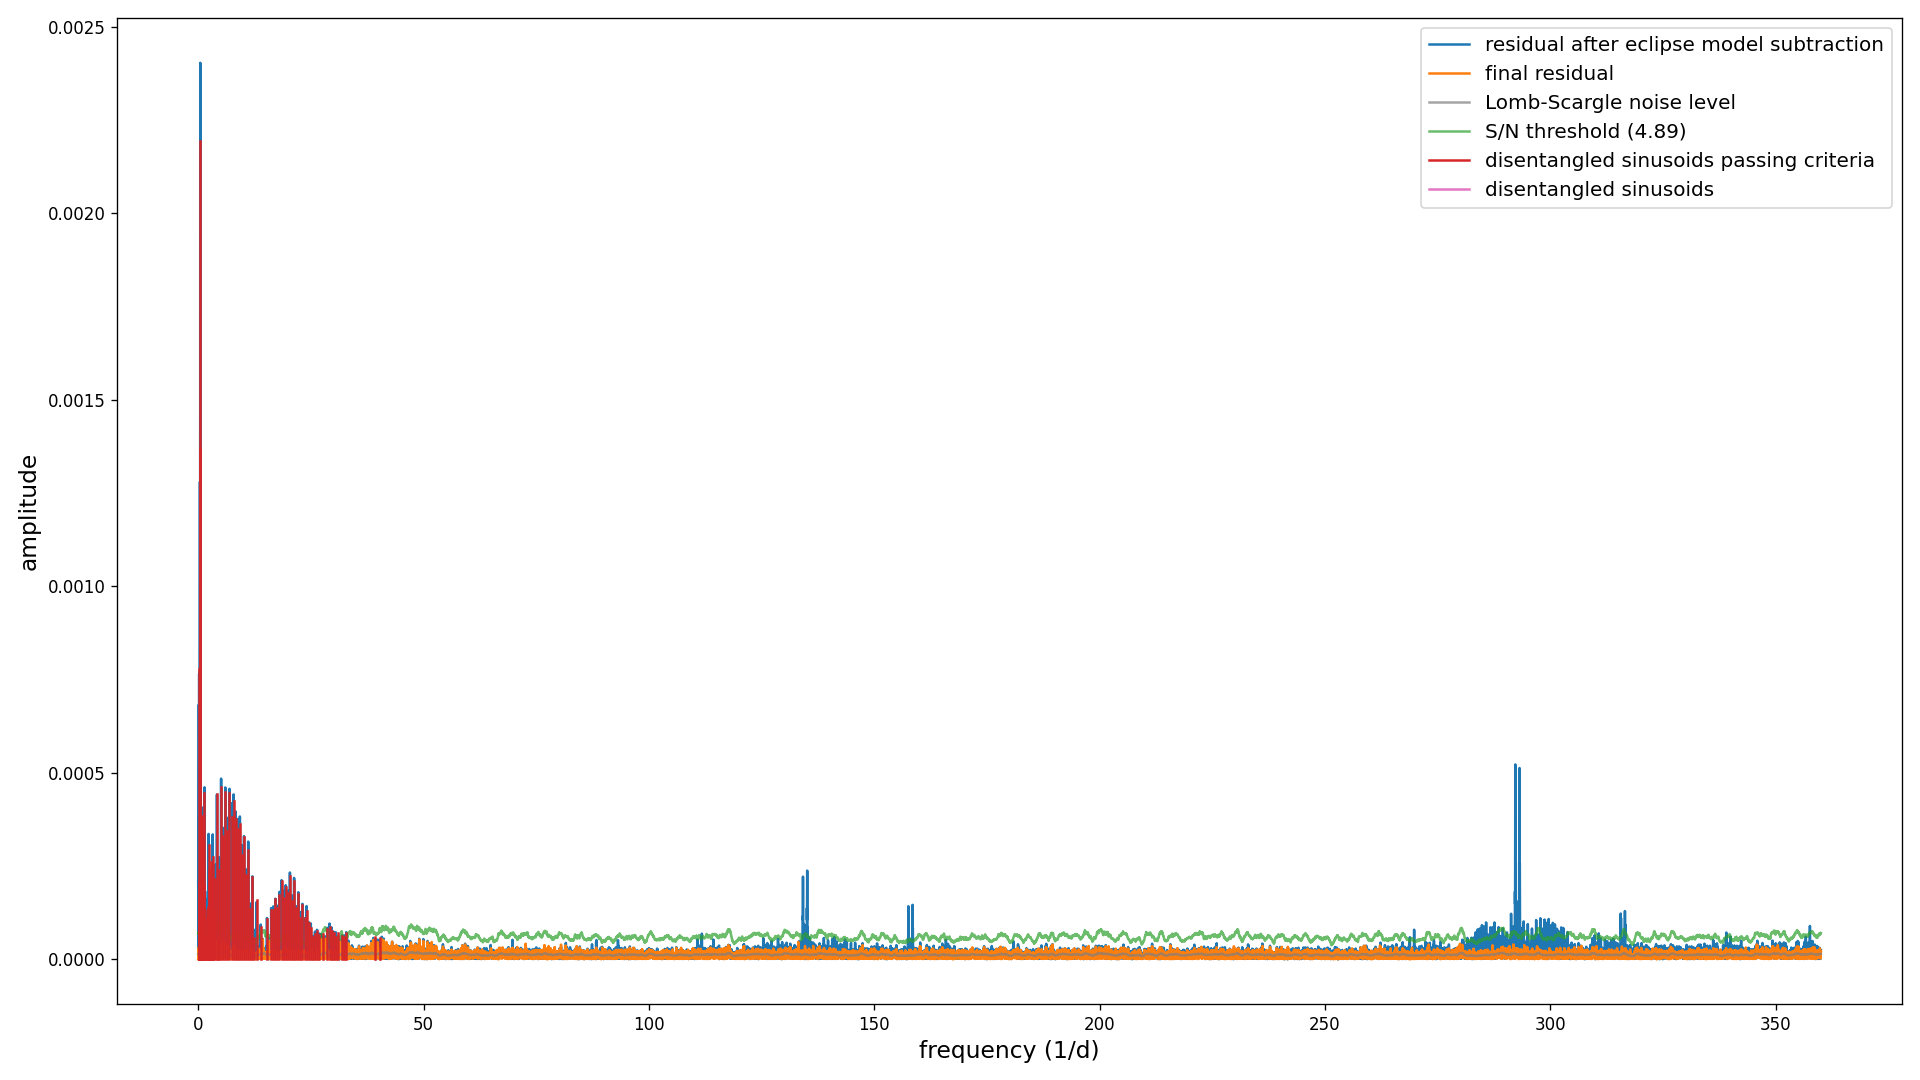 0.0025
0.0020
0.0015
0.0010
0.0005
0.0000
amplitude
residual after eclipse model subtraction
final residual
Lomb-Scargle noise level
S/N threshold (4.89)
disentangled sinusoids passing criteria
disentangled sinusoids
0 50 100 150 200 250 300 350
frequency (1/d)